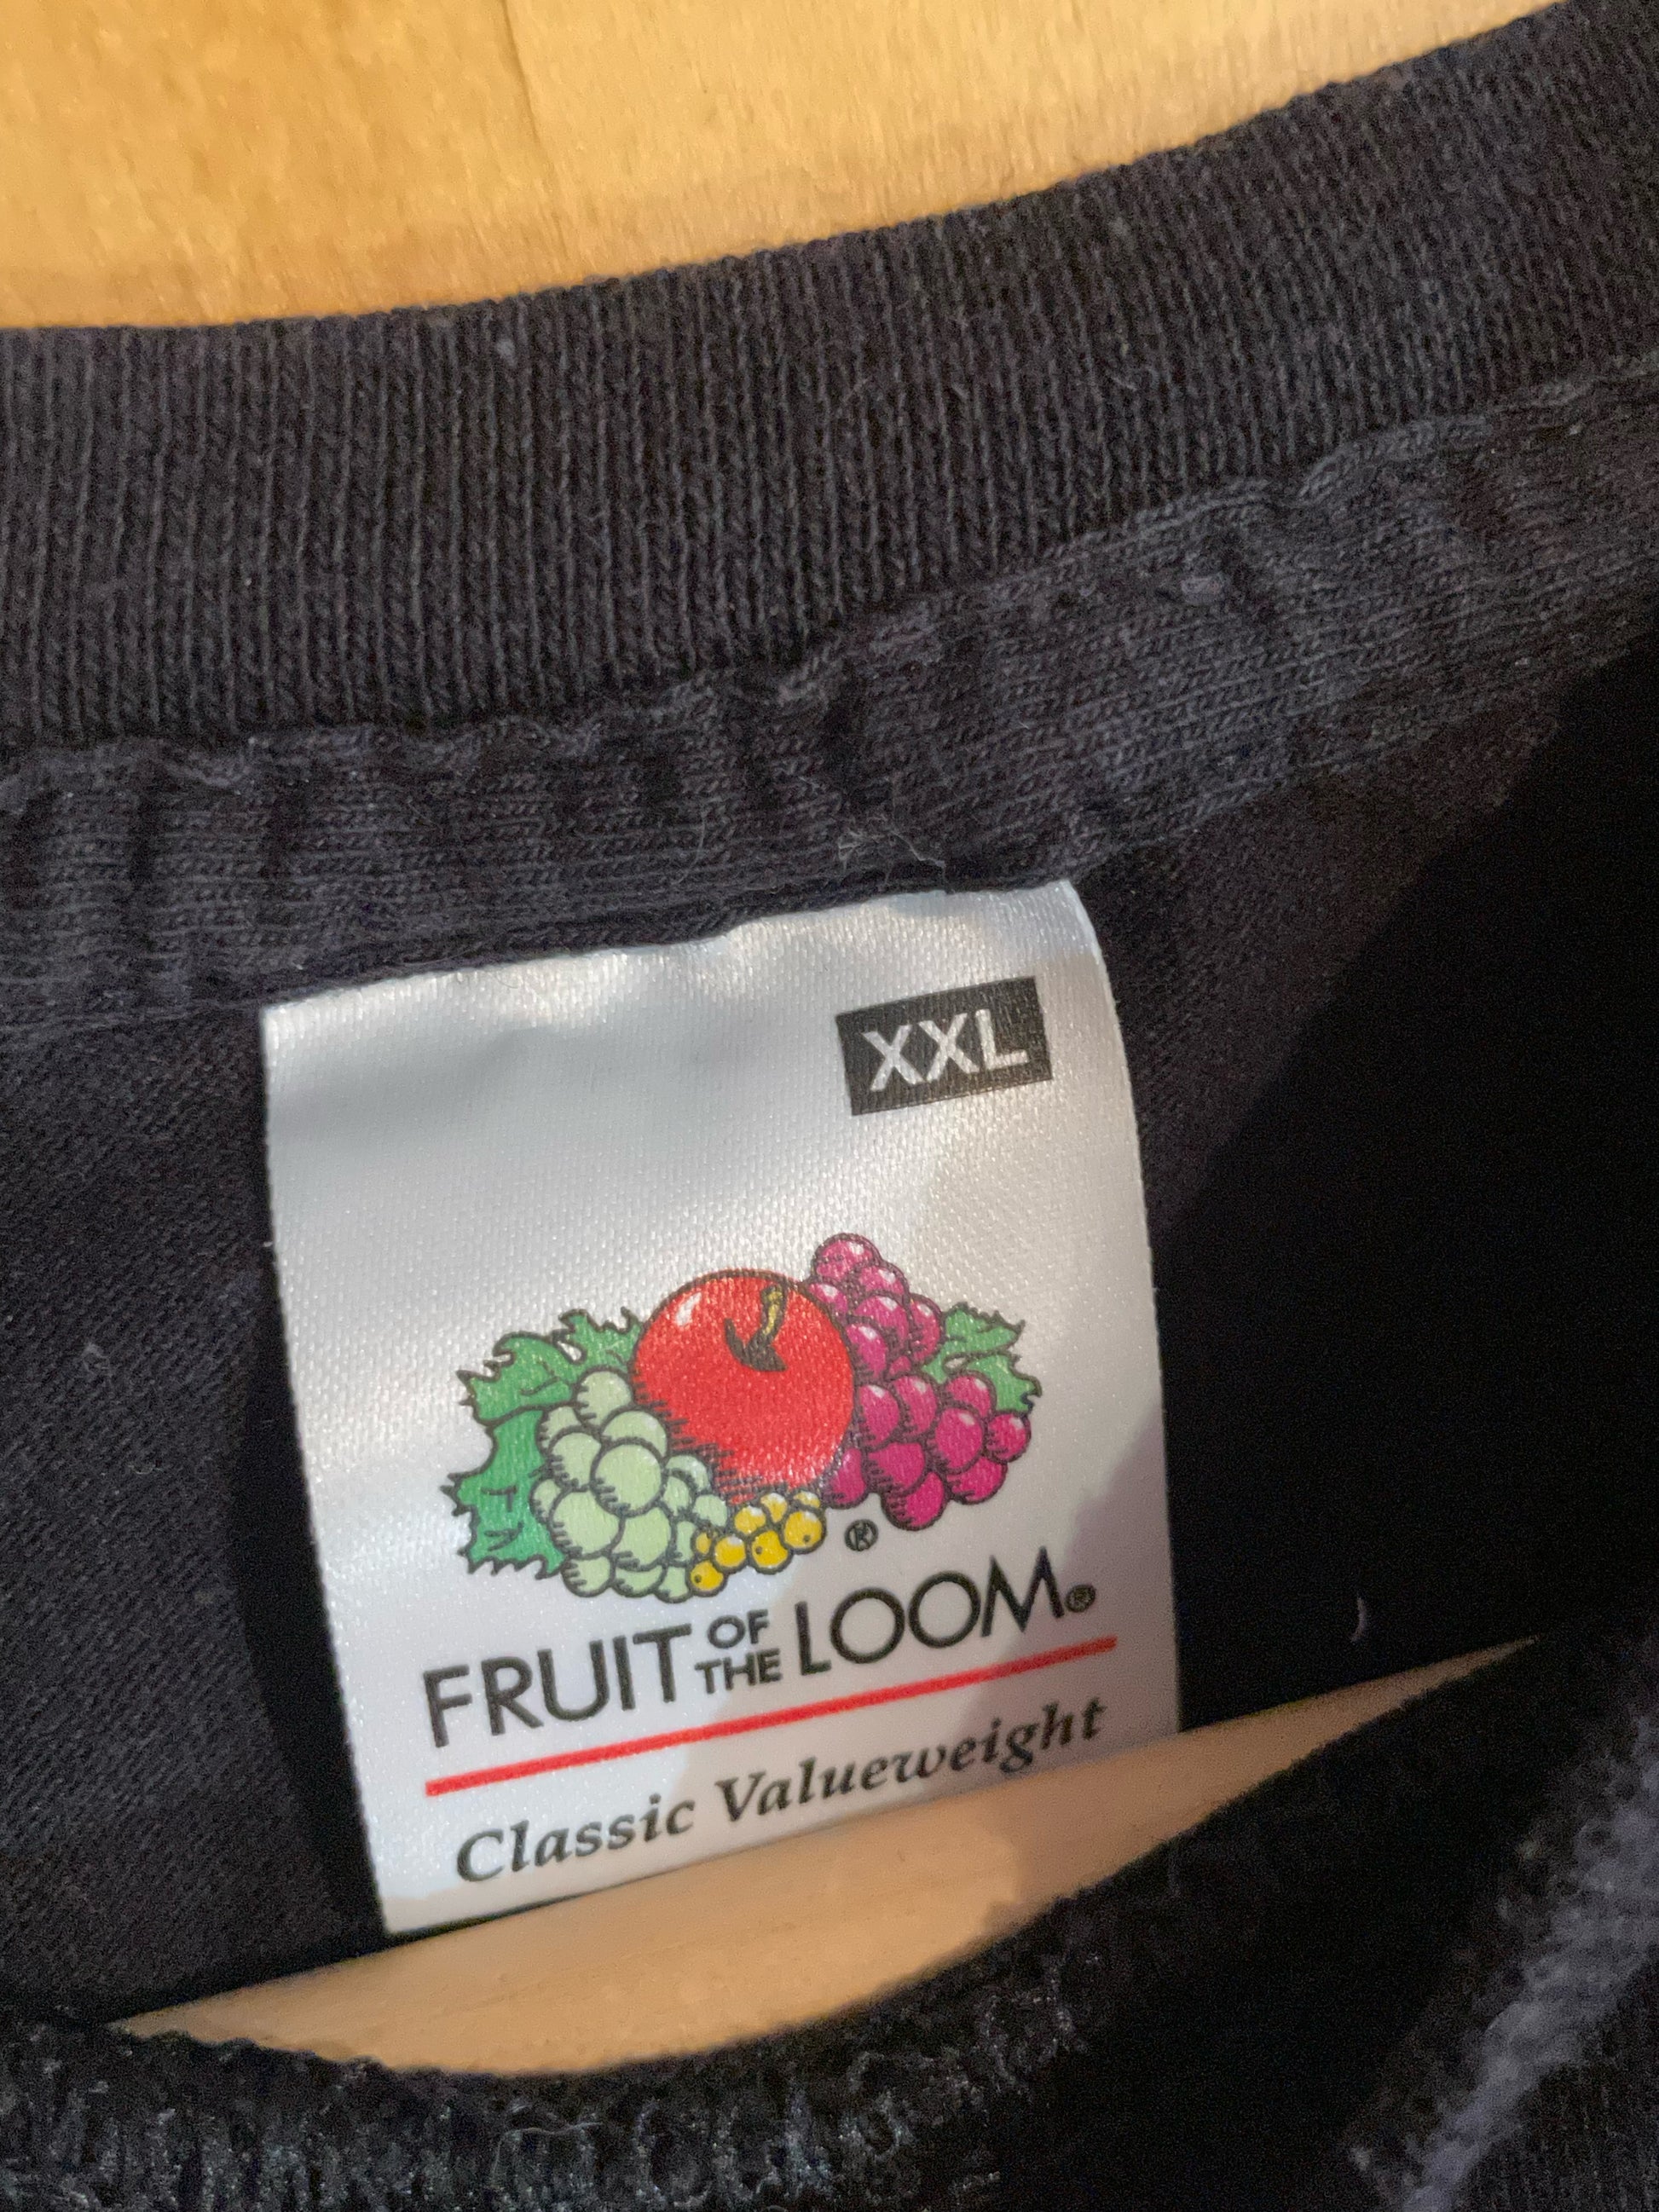 XXL
®
FRUIT OF THE LOOM®
Classic Valueweight